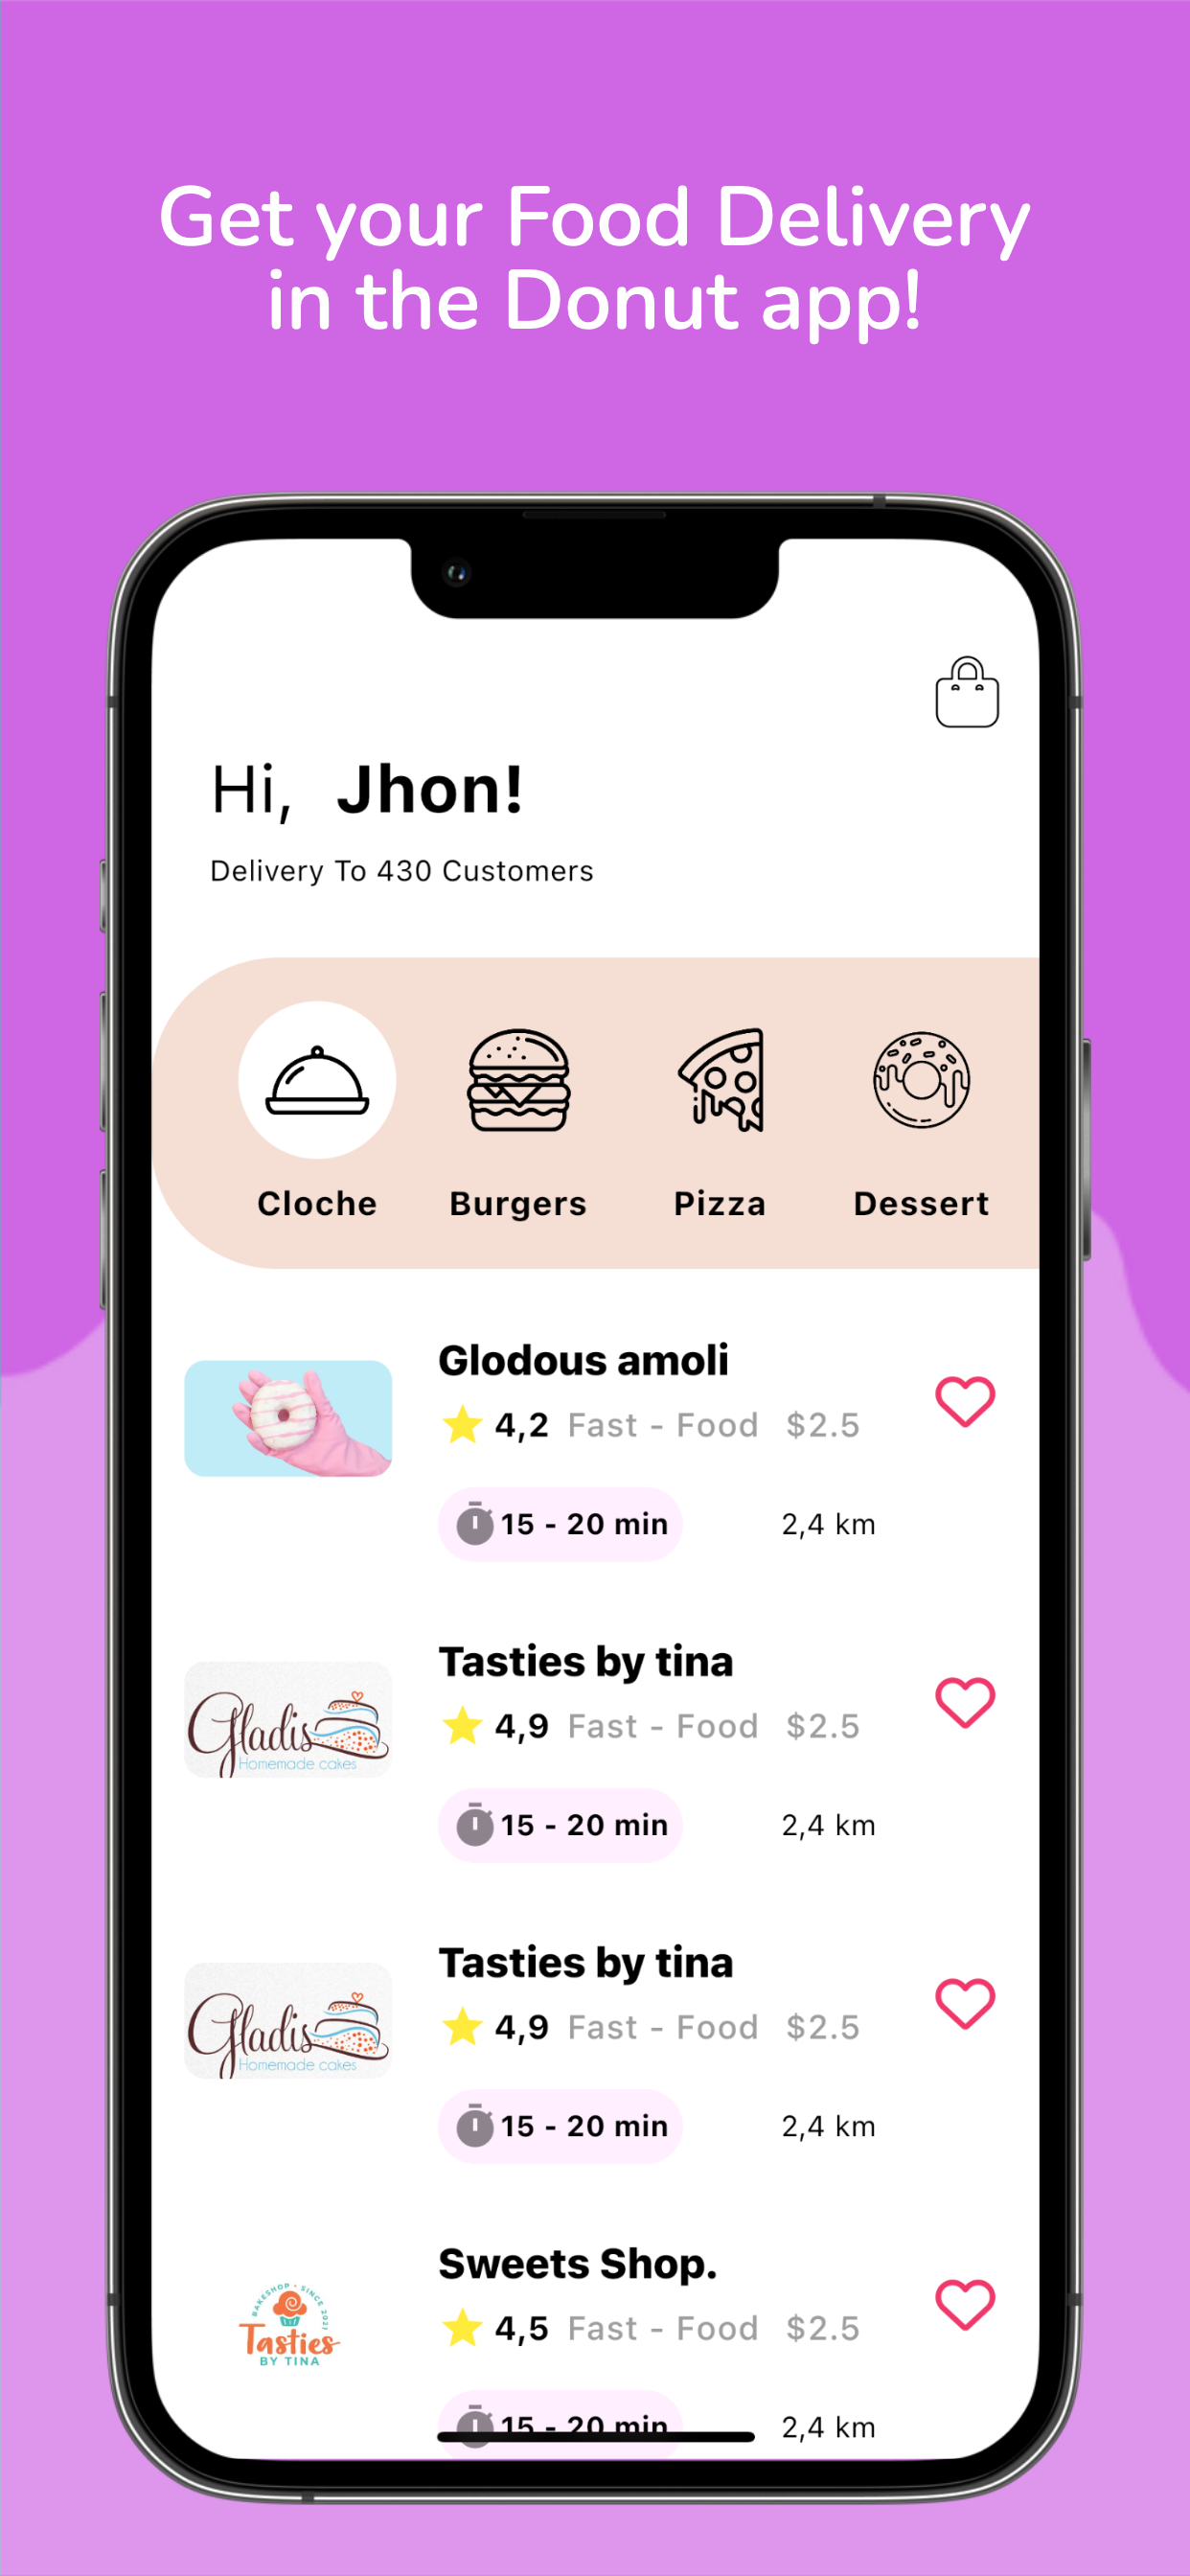 Get your Food Delivery
in the Donut app!
Hi, Jhon!
Delivery To 430 Customers
Cloche Burgers Pizza Dessert
Glodous amoli
4,2 Fast - Food $2.5
15 - 20 min 2,4 km
Gladis
Homemade cakes
Tasties by tina
4,9 Fast - Food $2.5
15 - 20 min 2,4 km
Gladis
Homemade cakes
Tasties by tina
4,9 Fast - Food $2.5
15 - 20 min 2,4 km
BAKESHOP • SINCE 2021
Tasties
BY TINA
Sweets Shop.
4,5 Fast - Food $2.5
15 - 20 min 2,4 km